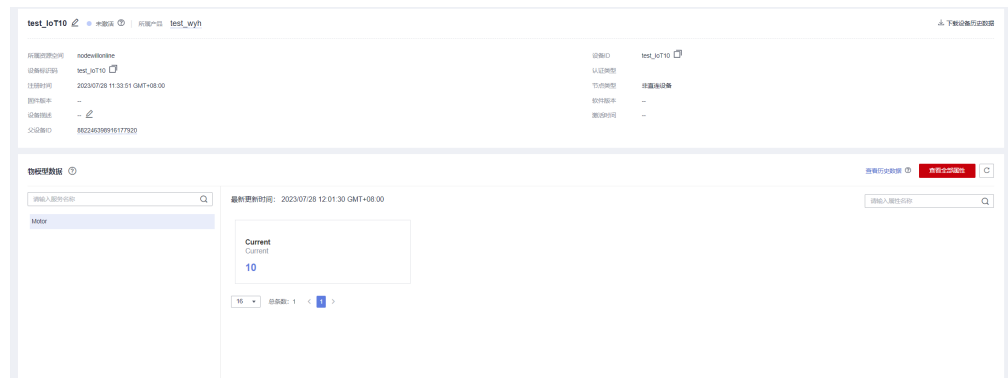 test_IoT10 未激活 所属产品 test_wyh 下载设备历史数据
所属资源空间 nodewillonline 设备ID test_IoT10
设备标识码 test_IoT10 认证类型
注册时间 2023/07/28 11:33:51 GMT+08:00 节点类型 非直连设备
固件版本 -- 软件版本 --
设备描述 -- 激活时间 --
父设备ID 862246398916177920
物模型数据 查看历史数据 查看全部属性
请输入服务名称 最新更新时间： 2023/07/28 12:01:30 GMT+08:00 请输入属性名称
Motor
Current
Current
10
16 总条数：1 < 1 >